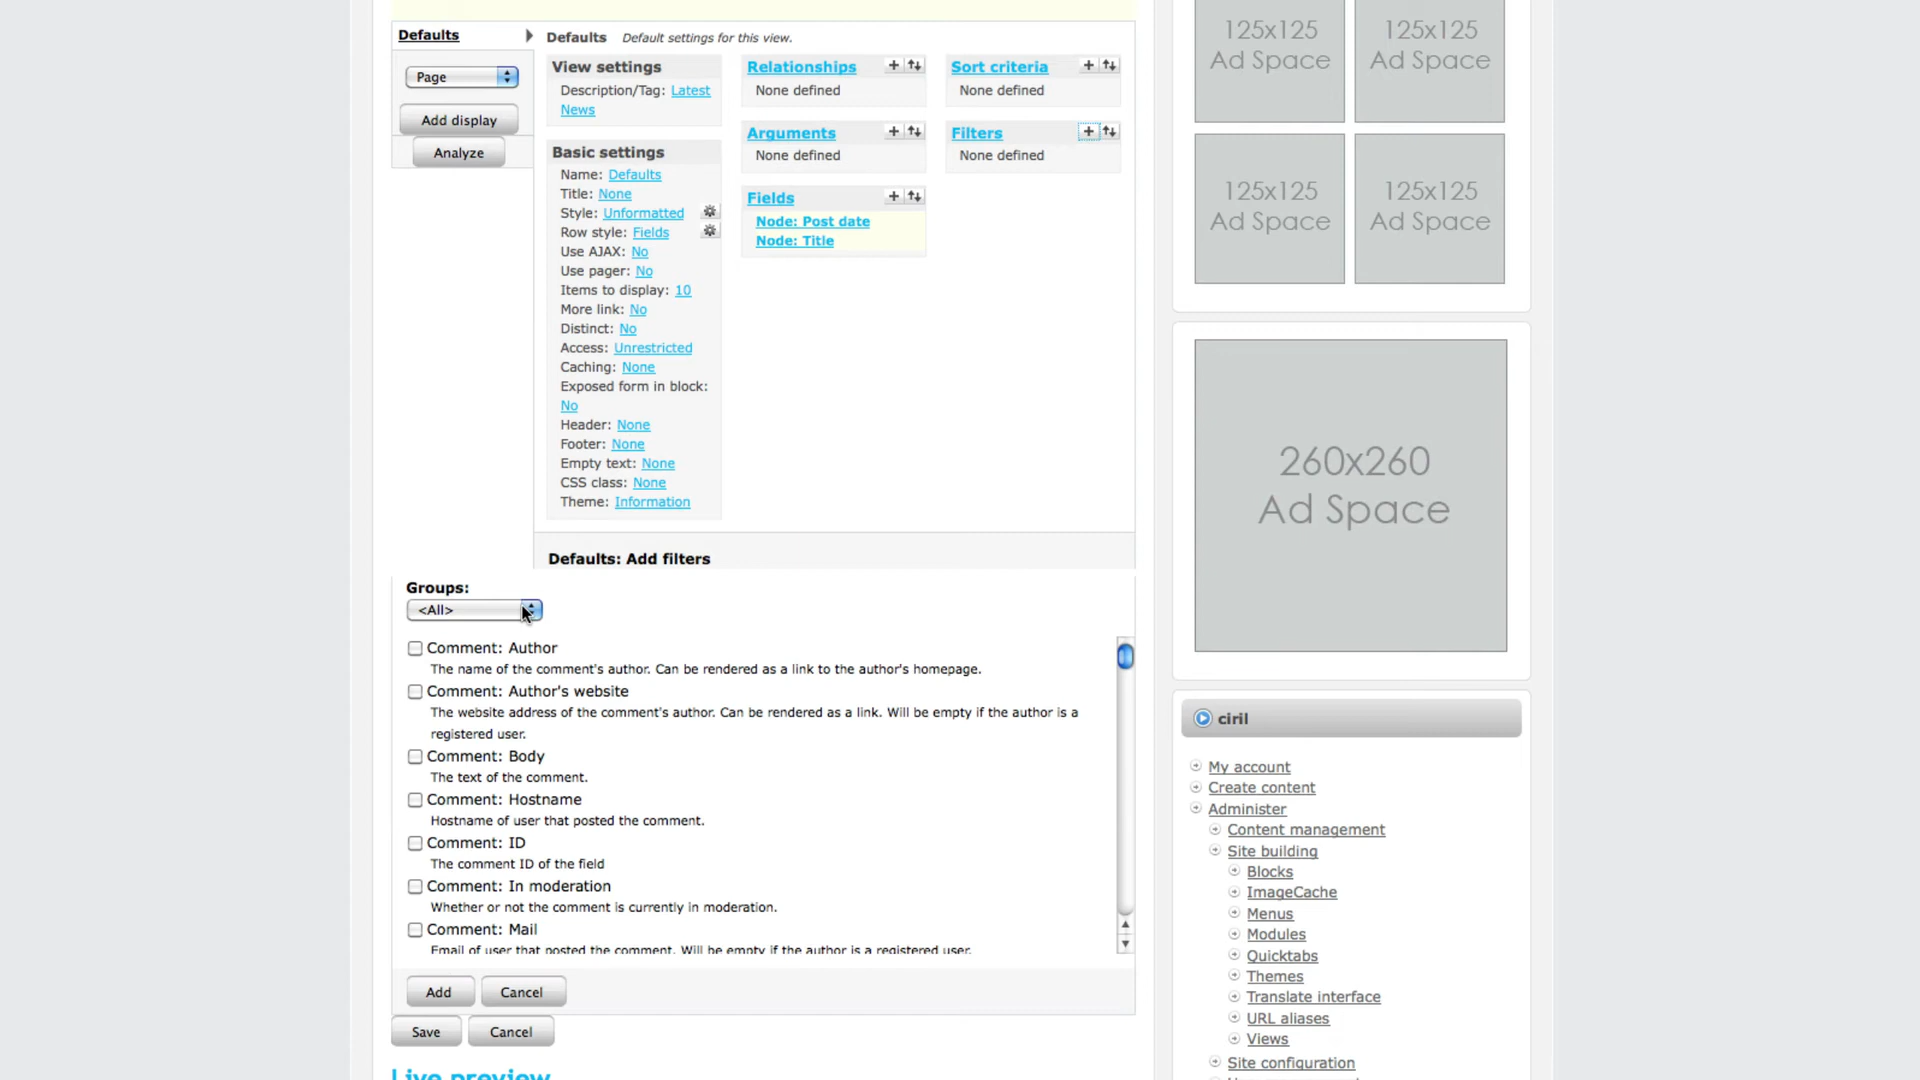 Defaults
Page
Add display
Analyze
Defaults Default settings for this view.
View settings
Description/Tag: Latest
News
Basic settings
Name: Defaults
Title: None
Style: Unformatted
Row style: Fields
Use AJAX: No
Use pager: No
Items to display: 10
More link: No
Distinct: No
Access: Unrestricted
Caching: None
Exposed form in block:
No
Header: None
Footer: None
Empty text: None
CSS class: None
Theme: Information
Relationships
None defined
Arguments
None defined
Fields
Node: Post date
Node: Title
Sort criteria
None defined
Filters
None defined
Defaults: Add filters
Groups:
<All>
Comment: Author
The name of the comment's author. Can be rendered as a link to the author's homepage.
Comment: Author's website
The website address of the comment's author. Can be rendered as a link. Will be empty if the author is a
registered user.
Comment: Body
The text of the comment.
Comment: Hostname
Hostname of user that posted the comment.
Comment: ID
The comment ID of the field
Comment: In moderation
Whether or not the comment is currently in moderation.
Comment: Mail
Email of user that posted the comment. Will be empty if the author is a registered user.
Add
Cancel
Save
Cancel
Live preview
125x125
Ad Space
125x125
Ad Space
125x125
Ad Space
125x125
Ad Space
260x260
Ad Space
ciril
My account
Create content
Administer
Content management
Site building
Blocks
ImageCache
Menus
Modules
Quicktabs
Themes
Translate interface
URL aliases
Views
Site configuration